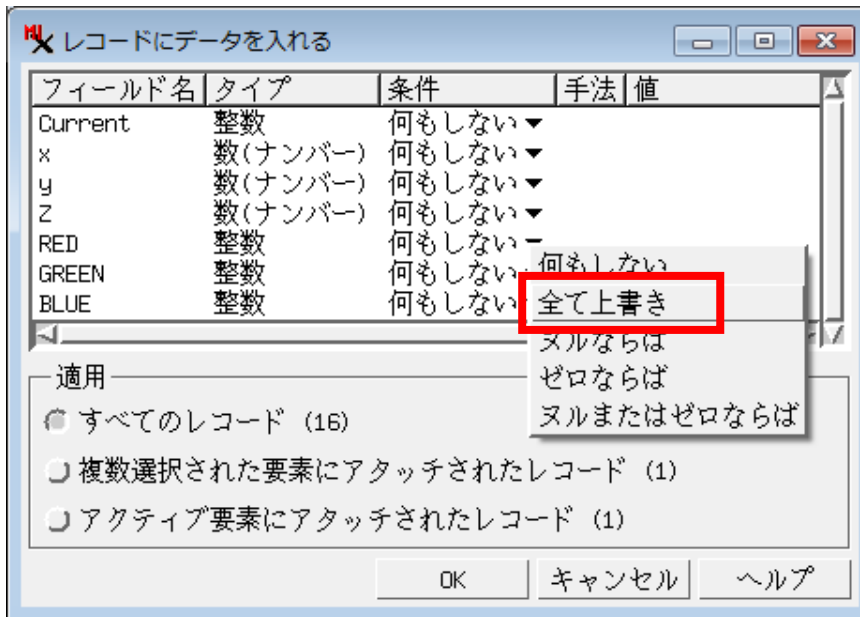 レコードにデータを入れる
フィールド名 タイプ 条件 手法 値
Current 整数 何もしない
x 数(ナンバー) 何もしない
y 数(ナンバー) 何もしない
Z 数(ナンバー) 何もしない
RED 整数 何もしない
GREEN 整数 何もしない
BLUE 整数 何もしない
何もしない
全て上書き
ヌルならば
ゼロならば
ヌルまたはゼロならば
適用
すべてのレコード (16)
複数選択された要素にアタッチされたレコード (1)
アクティブ要素にアタッチされたレコード (1)
OK キャンセル ヘルプ